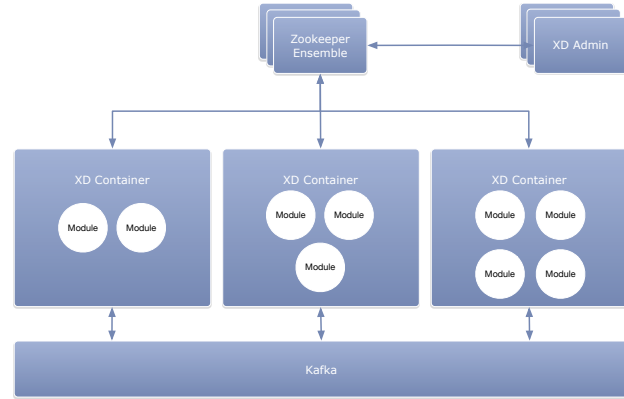 Zookeeper
Ensemble
XD Admin
XD Container
Module
Module
XD Container
Module
Module
Module
XD Container
Module
Module
Module
Module
Kafka